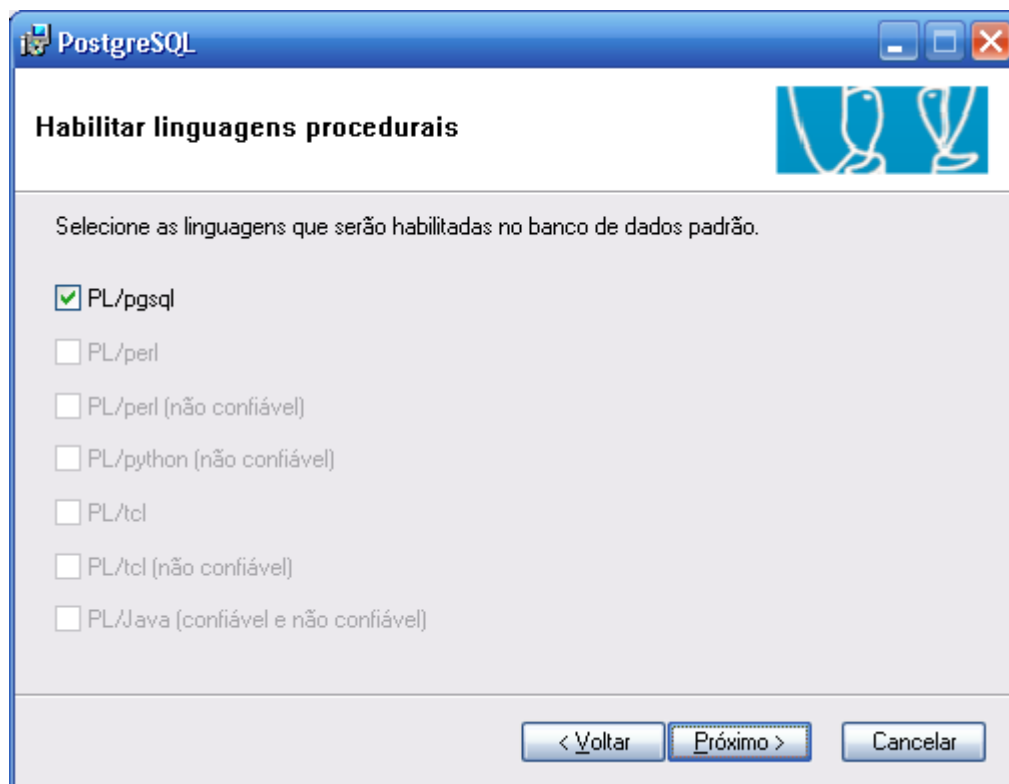 PostgreSQL
Habilitar linguagens procedurais
Selecione as linguagens que serão habilitadas no banco de dados padrão.
PL/pgsql
PL/perl
PL/perl (não confiável)
PL/python (não confiável)
PL/tcl
PL/tcl (não confiável)
PL/Java (confiável e não confiável)
< Voltar Próximo > Cancelar